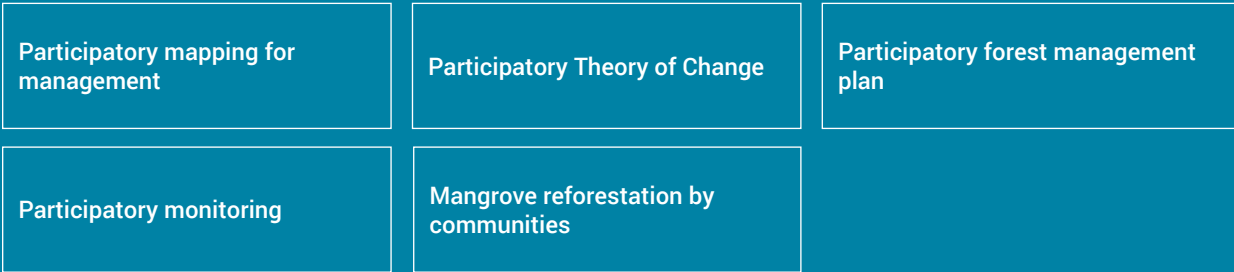 Participatory mapping for
management
Participatory Theory of Change
Participatory forest management
plan
Participatory monitoring
Mangrove reforestation by
communities